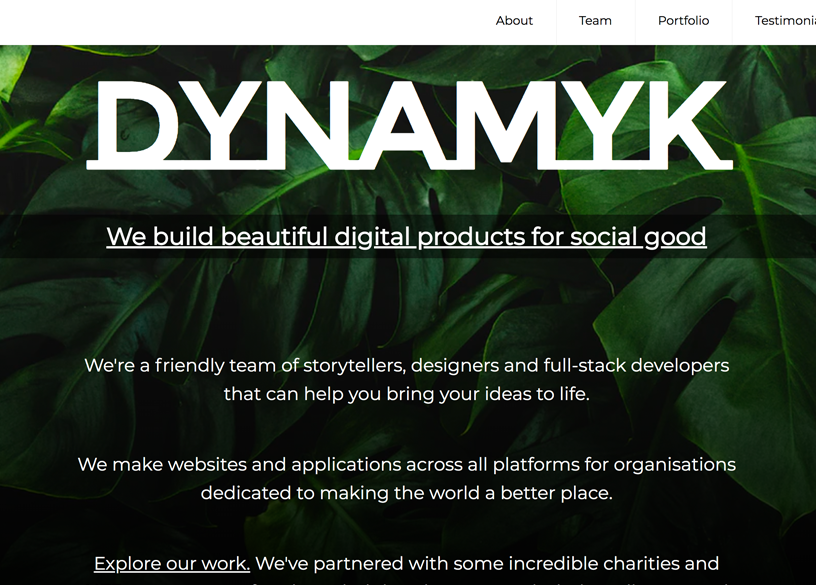 About Team Portfolio
DYNAMYK
We build beautiful digital products for social good
We're a friendly team of storytellers, designers and full-stack developers
that can help you bring your ideas to life.
We make websites and applications across all platforms for organisations
dedicated to making the world a better place.
Explore our work. We've partnered with some incredible charities and